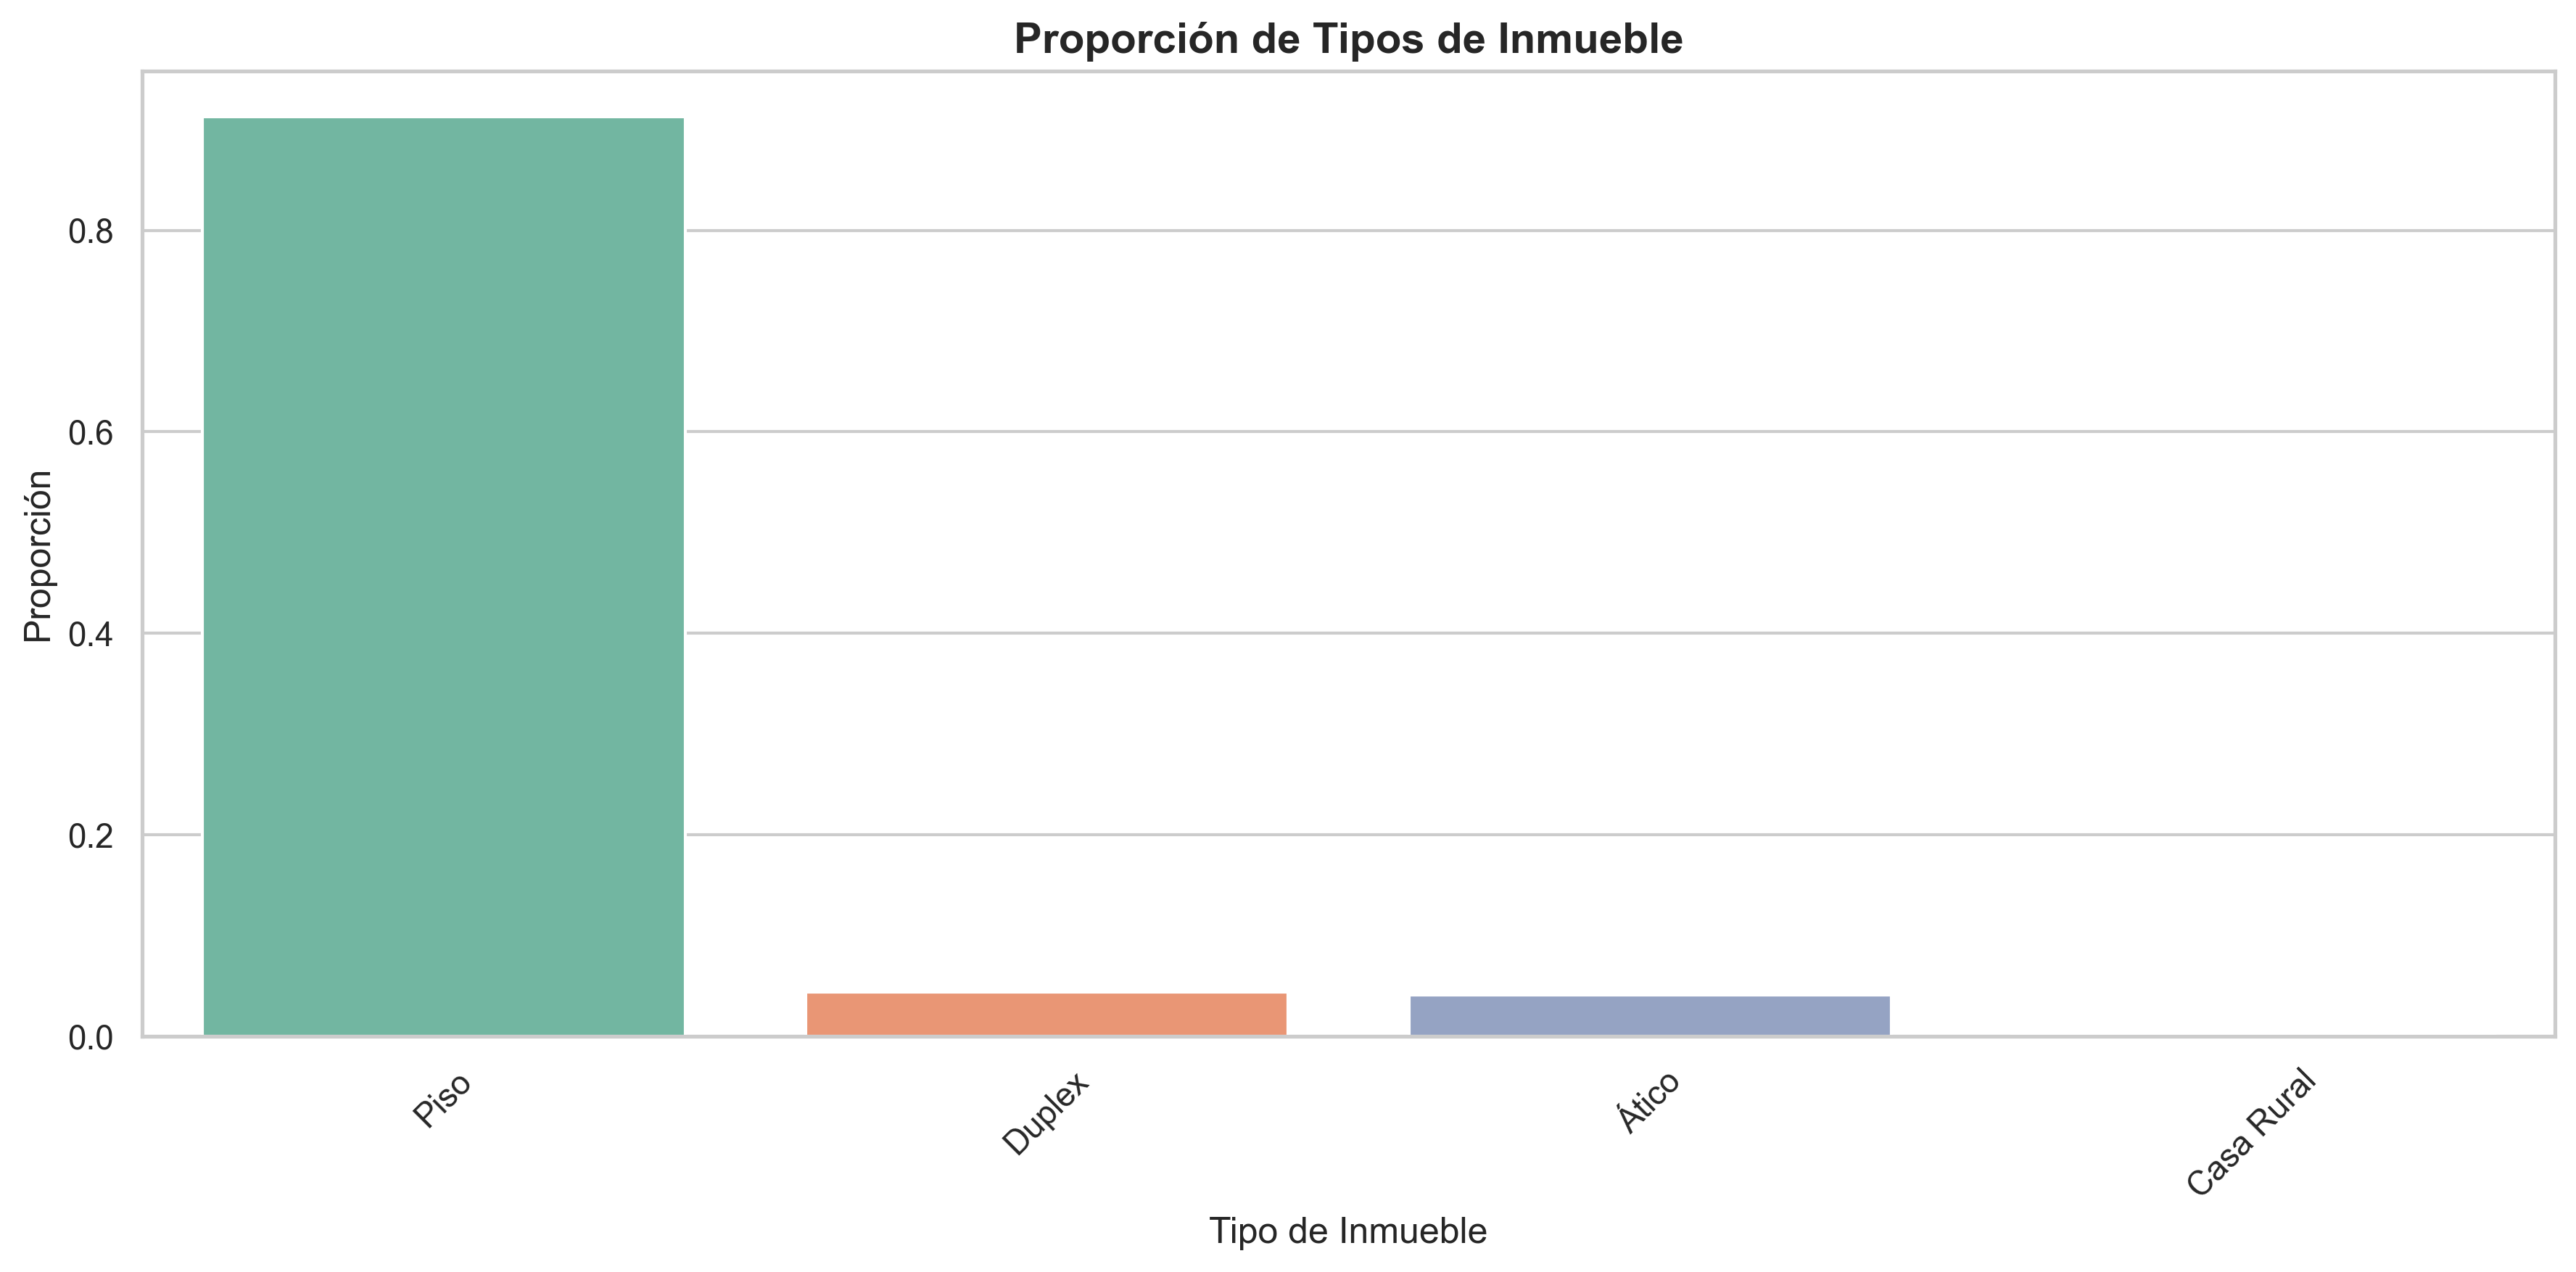 Proporción de Tipos de Inmueble
Proporción
0.8
0.6
0.4
0.2
0.0
Piso
Duplex
Ático
Casa Rural
Tipo de Inmueble